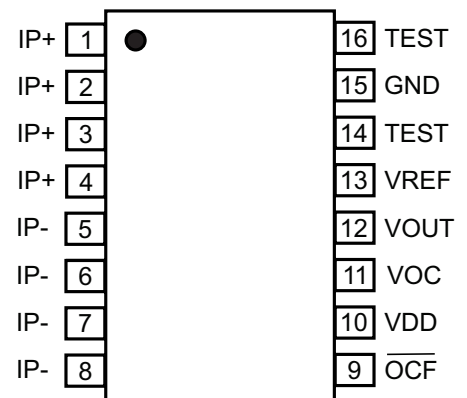 IP+ 1 16 TEST
IP+ 2 15 GND
IP+ 3 14 TEST
IP+ 4 13 VREF
IP- 5 12 VOUT
IP- 6 11 VOC
IP- 7 10 VDD
IP- 8 9 O̅C̅F̅